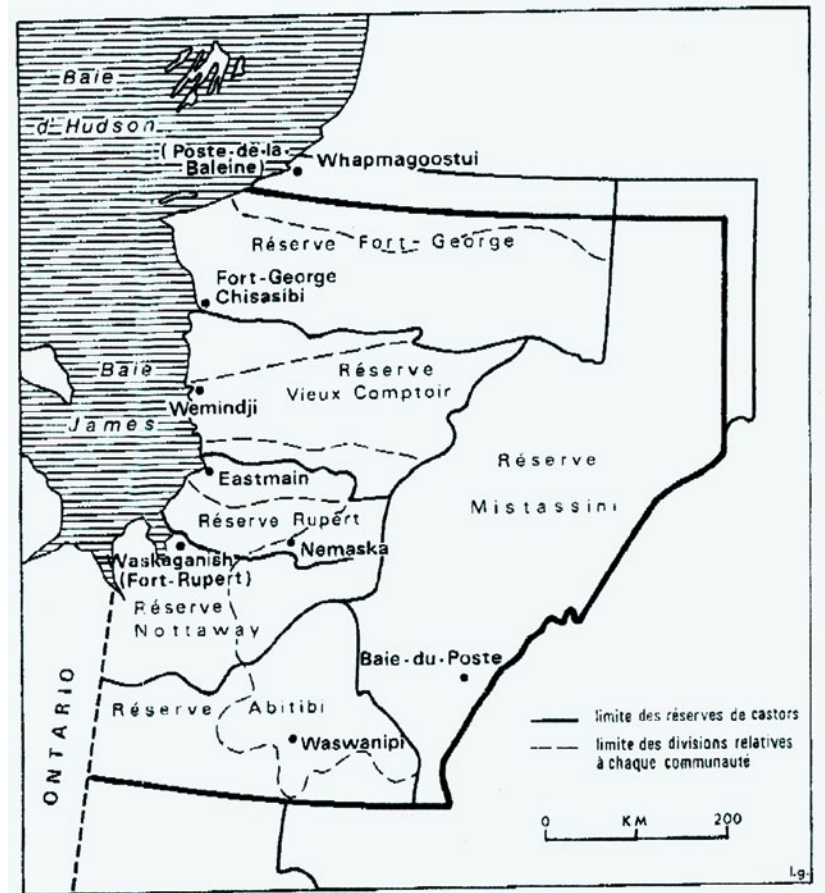 Baie
d'Hudson
(Poste-de-la-
Baleine)
Whapmagoostui
Réserve Fort-George
Fort-George
Chisasibi
Baie
James
Réserve
Vieux Comptoir
Wemindji
Réserve
Mistassini
Eastmain
Réserve Rupert
Nemaska
Waskaganish
(Fort-Rupert)
Réserve
Nottaway
Baie-du-Poste
ONTARIO
Réserve Abitibi
Waswanipi
limite des réserves de castors
limite des divisions relatives
à chaque communauté
0 KM 200
l.g.